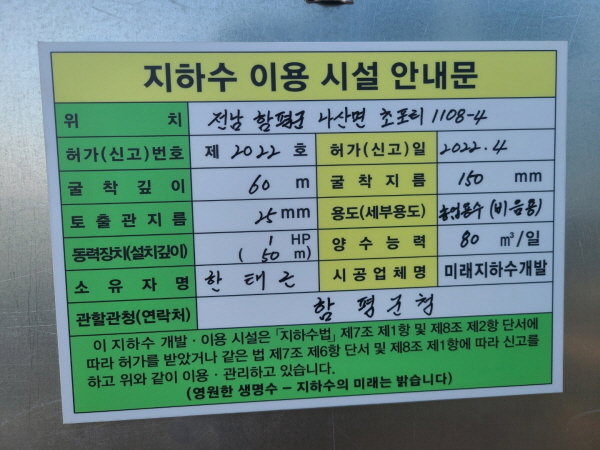 지하수 이용 시설 안내문
위 치 전남 함평군 나산면 초포리 1108-4
허가(신고)번호 제 2022 호 허가(신고)일 2022.4
굴착깊이 60 m 굴착지름 150 mm
토출관지름 25 mm 용도(세부용도) 농업용수 (비음용)
동력장치(설치깊이) 1 HP ( 50 m) 양수능력 80 ㎥/일
소유자명 한태근 시공업체명 미래지하수개발
관할관청(연락처) 함평군청
이 지하수 개발·이용 시설은 「지하수법」 제7조 제1항 및 제8조 제2항 단서에
따라 허가를 받았거나 같은 법 제7조 제6항 단서 및 제8조 제1항에 따라 신고를
하고 위와 같이 이용·관리하고 있습니다.
(영원한 생명수 – 지하수의 미래는 밝습니다)